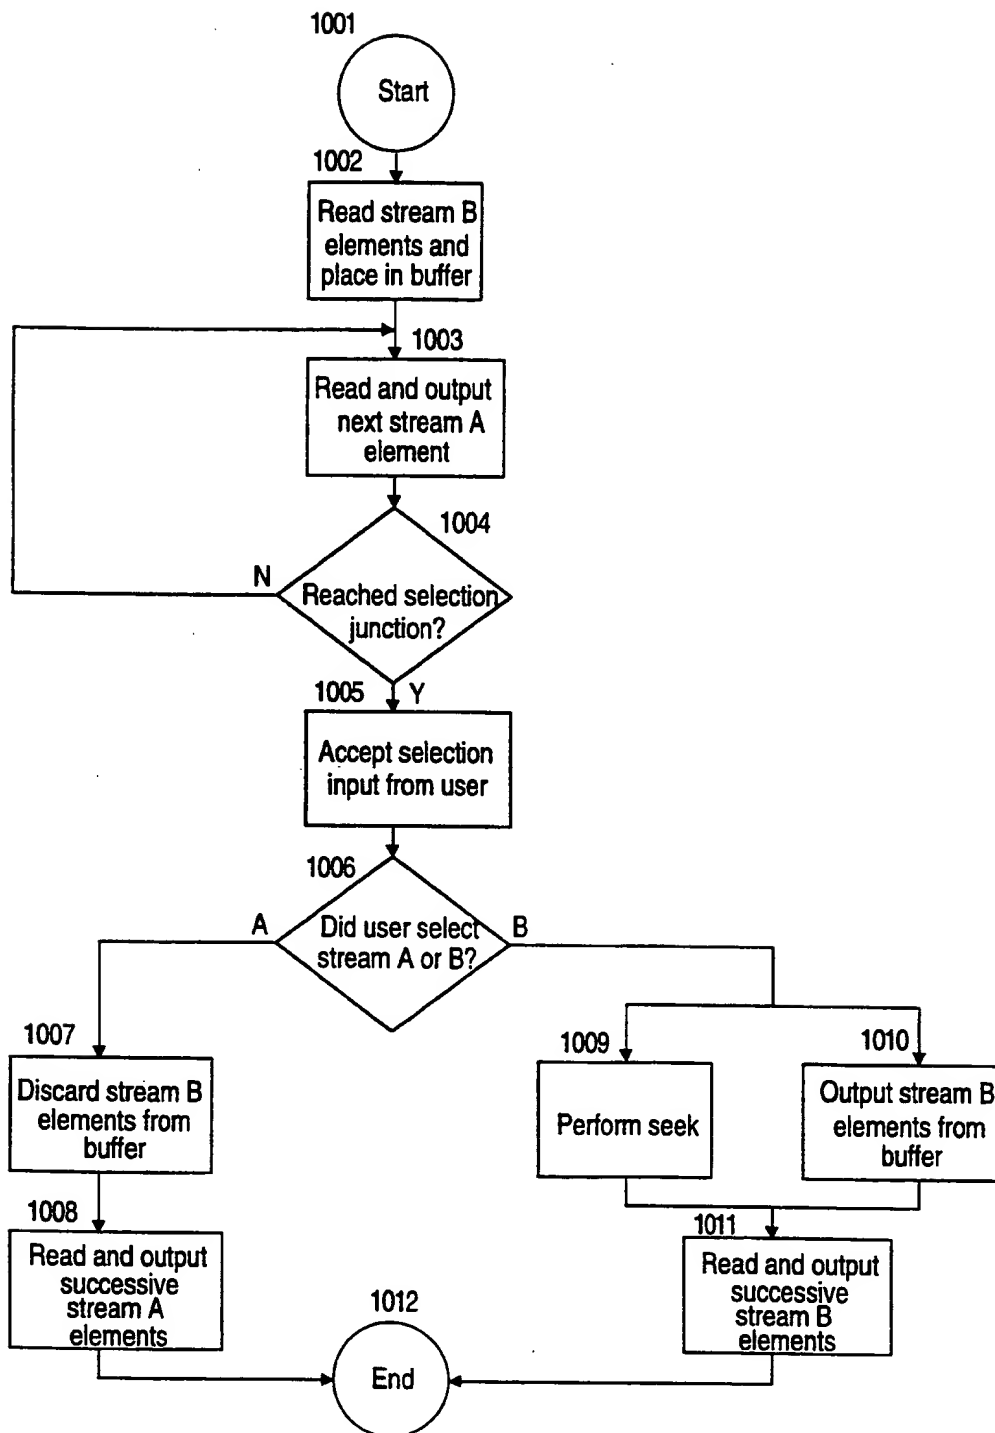 1001
Start
1002
Read stream B
elements and
place in buffer
1003
Read and output
next stream A
element
1004
N
Reached selection
junction?
1005
Y
Accept selection
input from user
1006
A
Did user select
stream A or B?
B
1007
Discard stream B
elements from
buffer
1009
Perform seek
1010
Output stream B
elements from
buffer
1008
Read and output
successive
stream A
elements
1011
Read and output
successive
stream B
elements
1012
End